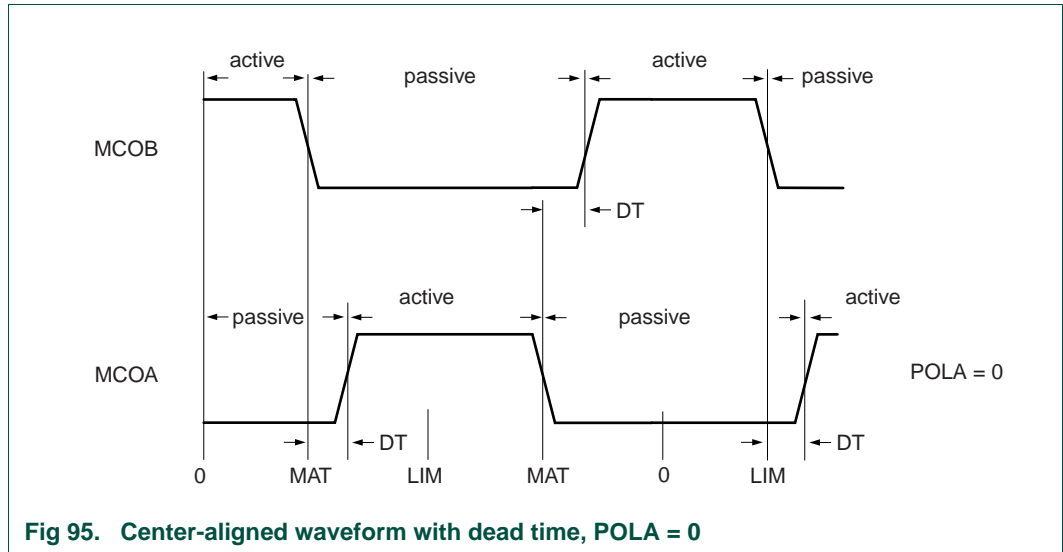 active
passive
active
passive
MCOB
DT
passive
active
passive
active
MCOA
POLA = 0
DT
DT
0
MAT
LIM
MAT
0
LIM
Fig 95. Center-aligned waveform with dead time, POLA = 0